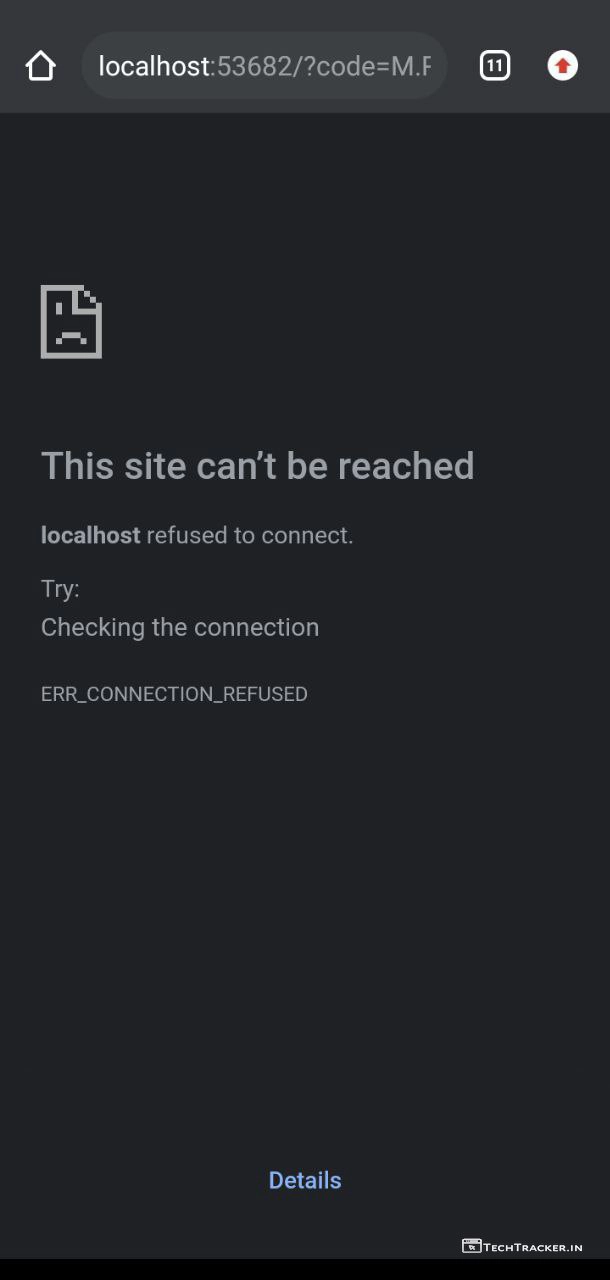 localhost:53682/?code=M.F
11
This site can’t be reached
localhost refused to connect.
Try:
Checking the connection
ERR_CONNECTION_REFUSED
Details
TECHTRACKER.IN